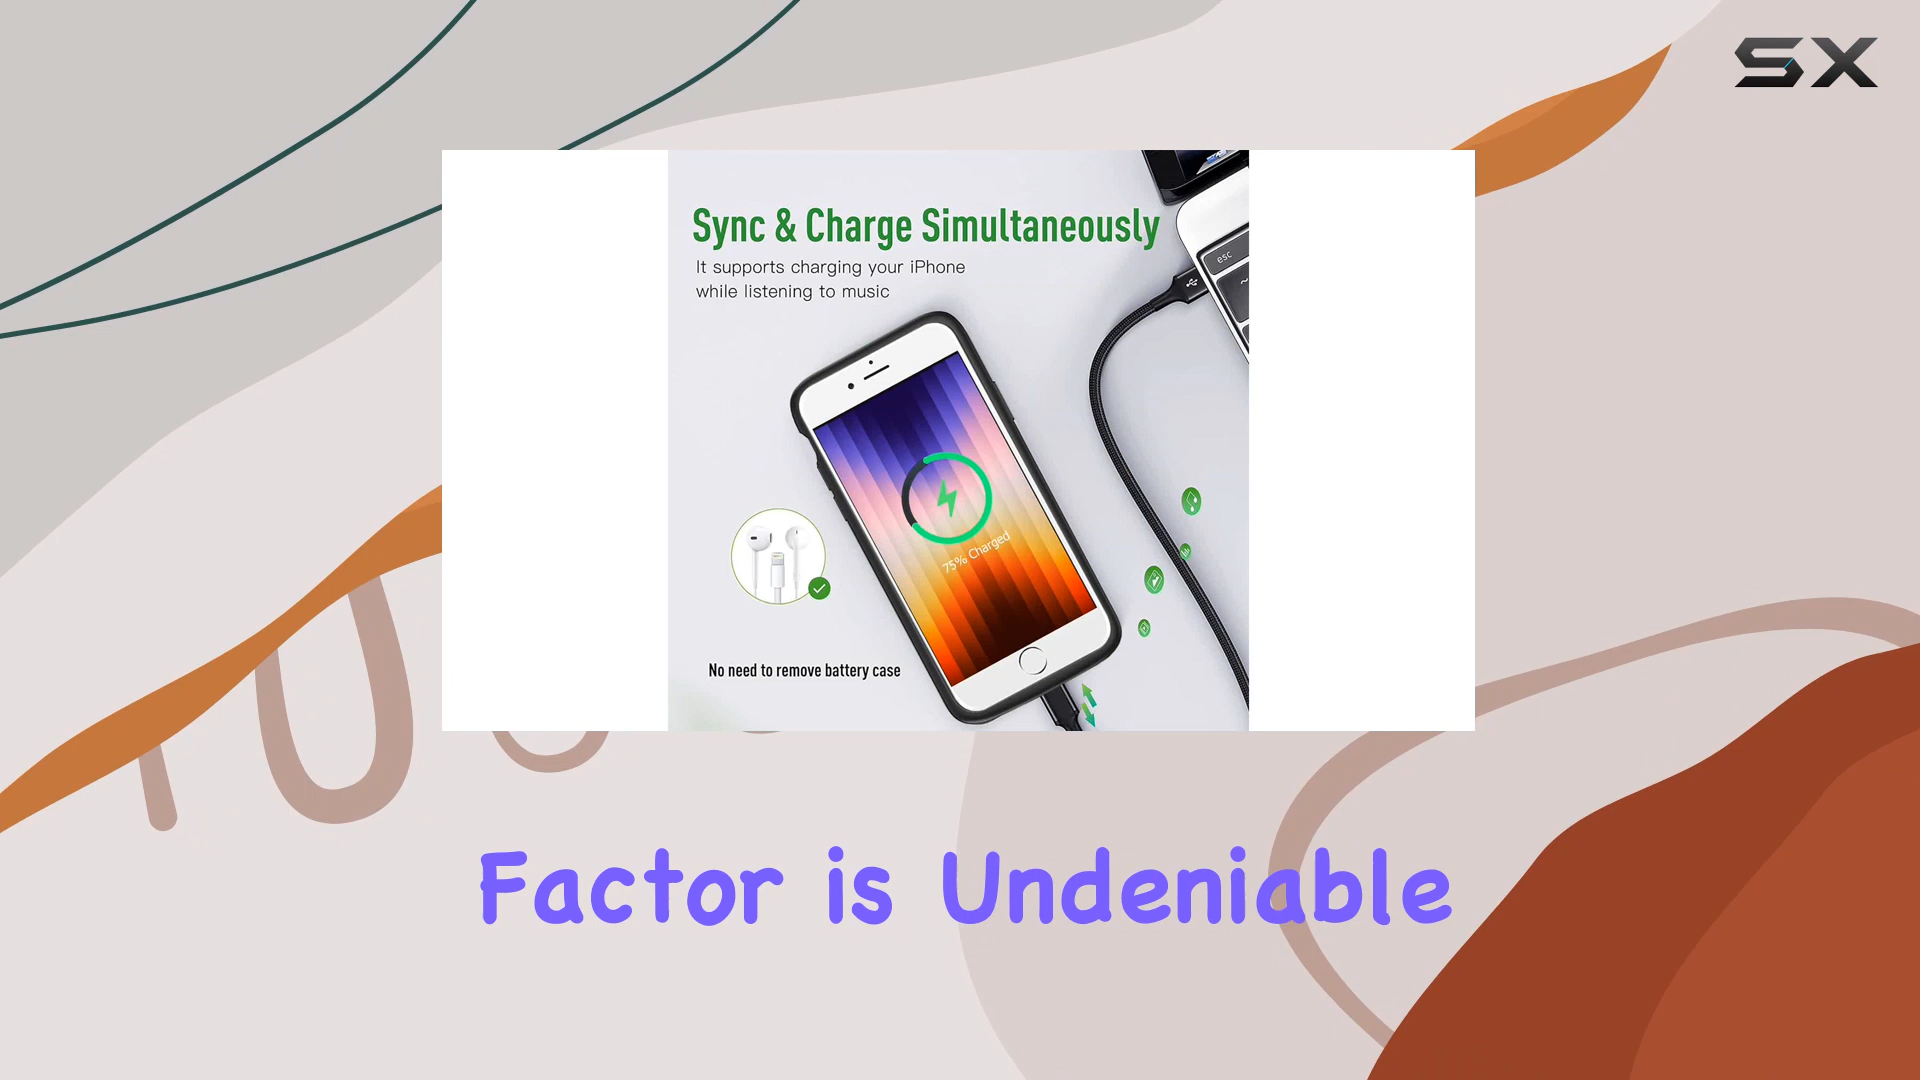 SX
Sync & Charge Simultaneously
It supports charging your iPhone
while listening to music
esc
~
75% Charged
No need to remove battery case
Factor is Undeniable